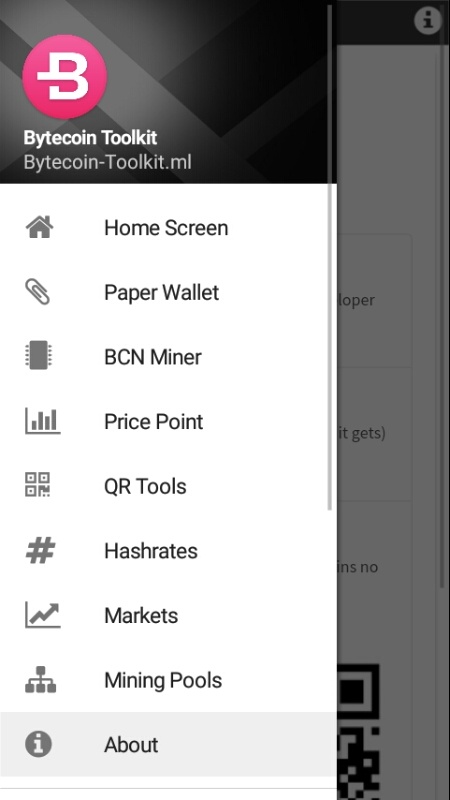 Bytecoin Toolkit
Bytecoin-Toolkit.ml
Home Screen
Paper Wallet
BCN Miner
Price Point
QR Tools
Hashrates
Markets
Mining Pools
About
loper
it gets)
ins no